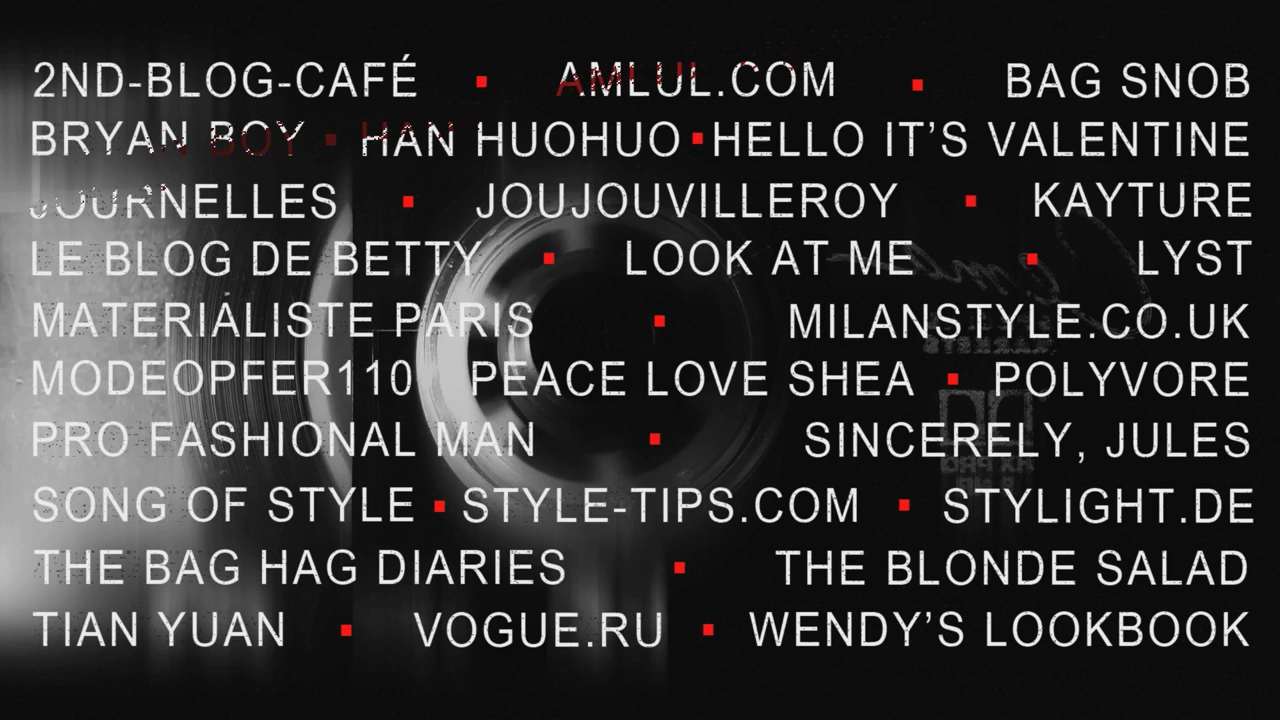 2ND-BLOG-CAFÉ ▪ AMLUL.COM ▪ BAG SNOB
BRYAN BOY ▪ HAN HUOHUO ▪ HELLO IT’S VALENTINE
JOURNELLES ▪ JOUJOUVILLEROY ▪ KAYTURE
LE BLOG DE BETTY ▪ LOOK AT ME ▪ LYST
MATERIALISTE PARIS ▪ MILANSTYLE.CO.UK
MODEOPFER110 PEACE LOVE SHEA ▪ POLYVORE
PRO FASHIONAL MAN ▪ SINCERELY, JULES
SONG OF STYLE ▪ STYLE-TIPS.COM ▪ STYLIGHT.DE
THE BAG HAG DIARIES ▪ THE BLONDE SALAD
TIAN YUAN ▪ VOGUE.RU ▪ WENDY’S LOOKBOOK